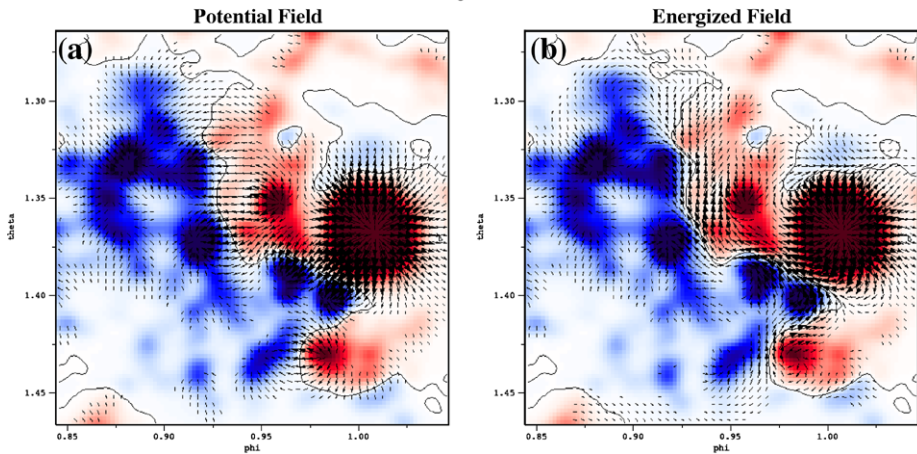 Potential Field
Energized Field
(a)
(b)
1.30
1.35
1.40
1.45
theta
0.85
0.90
0.95
1.00
phi
1.30
1.35
1.40
1.45
theta
0.85
0.90
0.95
1.00
phi